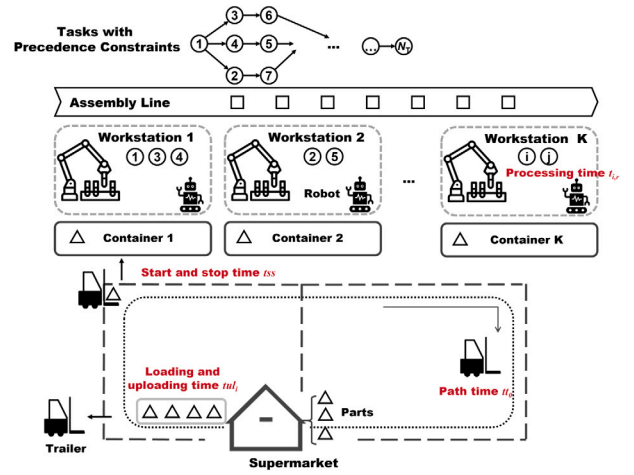 Tasks with
Precedence Constraints
1
3
6
4
5
2
7
...
...
N_T
Assembly Line
Workstation 1
1 3 4
Workstation 2
2 5
Robot
...
Workstation K
i j
Processing time t_{i,r}
Container 1
Container 2
Container K
Start and stop time tss
Loading and
uploading time tul_i
Path time tt_0
Parts
Trailer
Supermarket